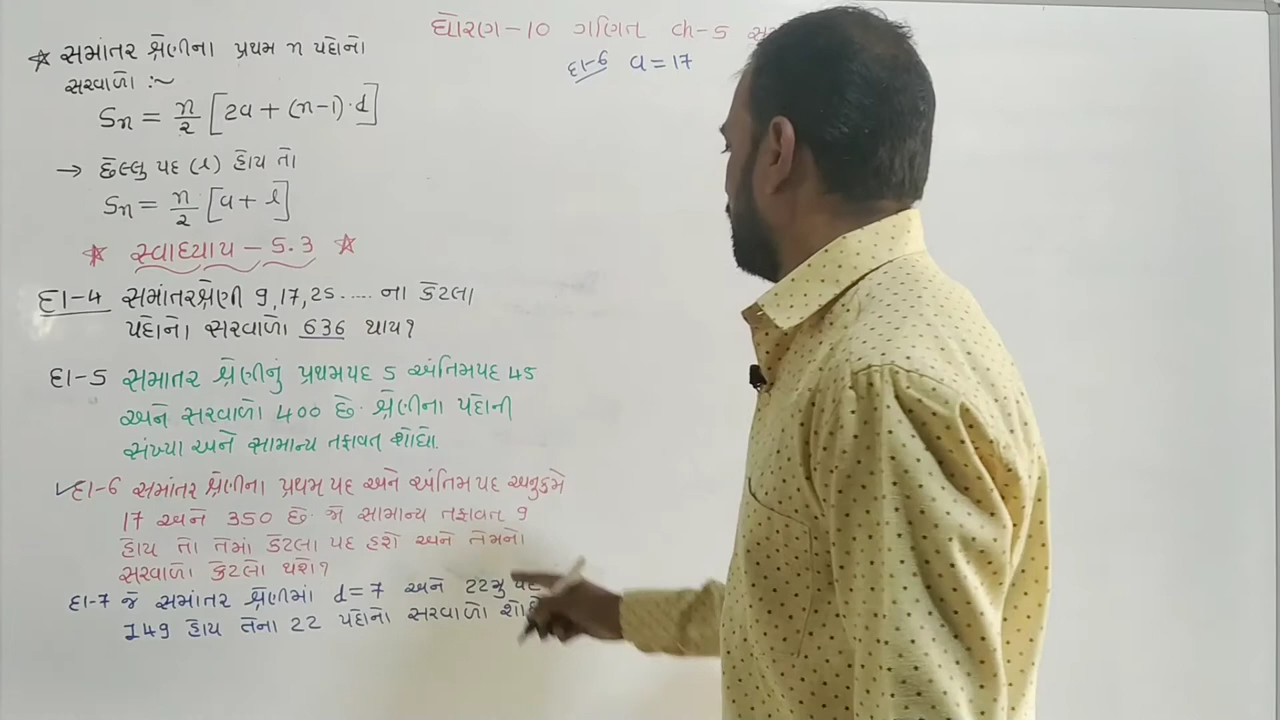 ધોરણ-10 ગણિત ch-5 સ
દા-6 a = 17
☆ સમાંતર શ્રેણીના પ્રથમ n પદોનો
સરવાળો :~
Sn = n/2 [2a + (n-1)·d]
→ છેલ્લુ પદ (l) હોય તો
Sn = n/2 [a + l]
☆ સ્વાધ્યાય - 5.3 ☆
દા-4 સમાંતરશ્રેણી 9,17,25..... ના કેટલા
પદોનો સરવાળો 636 થાય?
દા-5 સમાતર શ્રેણીનું પ્રથમપદ 5 અંતિમપદ 45
અને સરવાળો 400 છે. શ્રેણીના પદોની
સંખ્યા અને સામાન્ય તફાવત શોધો.
✓દા-6 સમાંતર શ્રેણીના પ્રથમ પદ અને અંતિમ પદ અનુક્રમે
17 અને 350 છે. જો સામાન્ય તફાવત 9
હોય તો તેમાં કેટલા પદ હશે અને તેમનો
સરવાળો કેટલો થશે?
દા-7 જે સમાંતર શ્રેણીમાં d=7 અને 22મુ પદ
149 હોય તેના 22 પદોનો સરવાળો